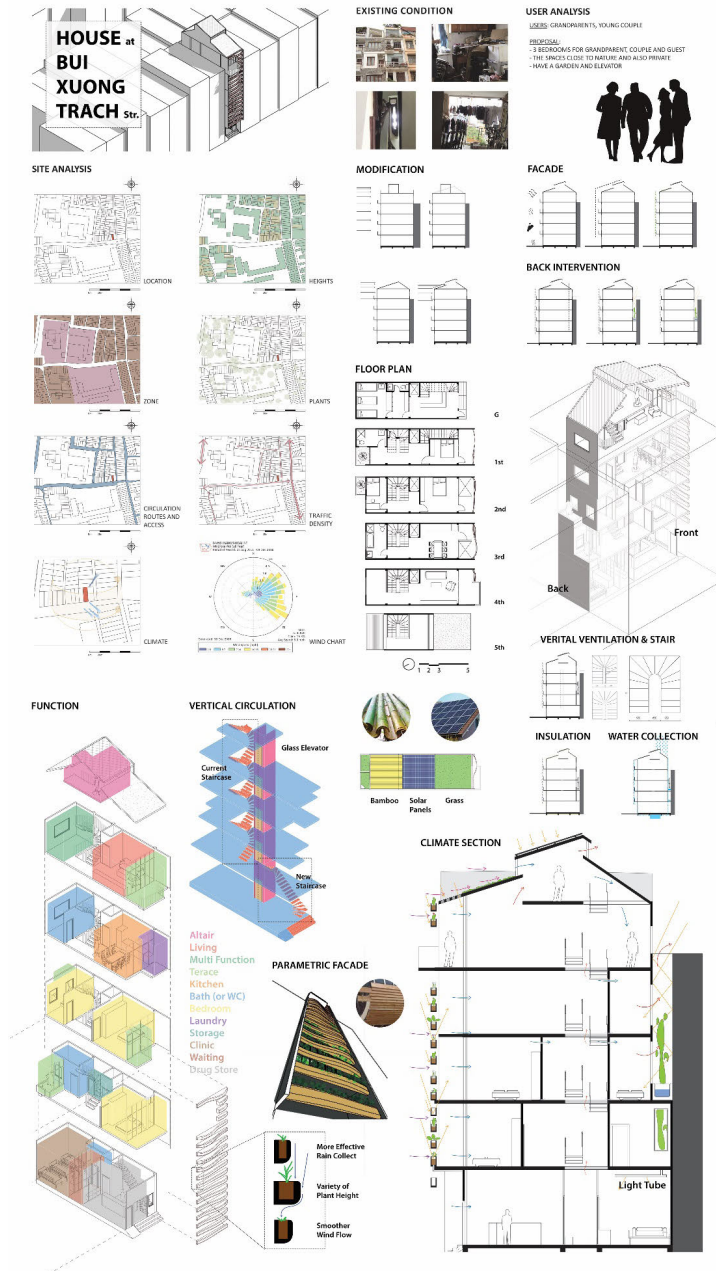 HOUSE at
BUI
XUONG
TRACH Str.
EXISTING CONDITION
USER ANALYSIS
USERS: GRANDPARENTS, YOUNG COUPLE
PROPOSAL:
- 3 BEDROOMS FOR GRANDPARENT, COUPLE AND GUEST
- THE SPACES CLOSE TO NATURE AND ALSO PRIVATE
- HAVE A GARDEN AND ELEVATOR
SITE ANALYSIS
LOCATION
HEIGHTS
ZONE
PLANTS
CIRCULATION
ROUTES AND
ACCESS
TRAFFIC
DENSITY
CLIMATE
WIND CHART
MODIFICATION
FACADE
BACK INTERVENTION
FLOOR PLAN
G
1st
2nd
3rd
4th
5th
1 2 3 5
Front
Back
VERITAL VENTILATION & STAIR
INSULATION
WATER COLLECTION
FUNCTION
VERTICAL CIRCULATION
Glass Elevator
Current
Staircase
New
Staircase
Bamboo
Solar
Panels
Grass
CLIMATE SECTION
Altair
Living
Multi Function
Terace
Kitchen
Bath (or WC)
Bedroom
Laundry
Storage
Clinic
Waiting
Drug Store
PARAMETRIC FACADE
More Effective
Rain Collect
Variety of
Plant Height
Smoother
Wind Flow
Light Tube